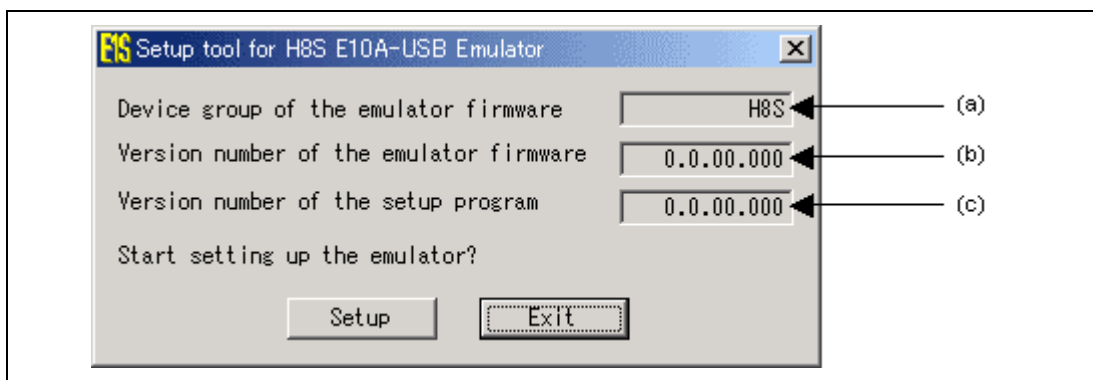 E1S Setup tool for H8S E10A-USB Emulator
Device group of the emulator firmware H8S (a)
Version number of the emulator firmware 0.0.00.000 (b)
Version number of the setup program 0.0.00.000 (c)
Start setting up the emulator?
Setup Exit